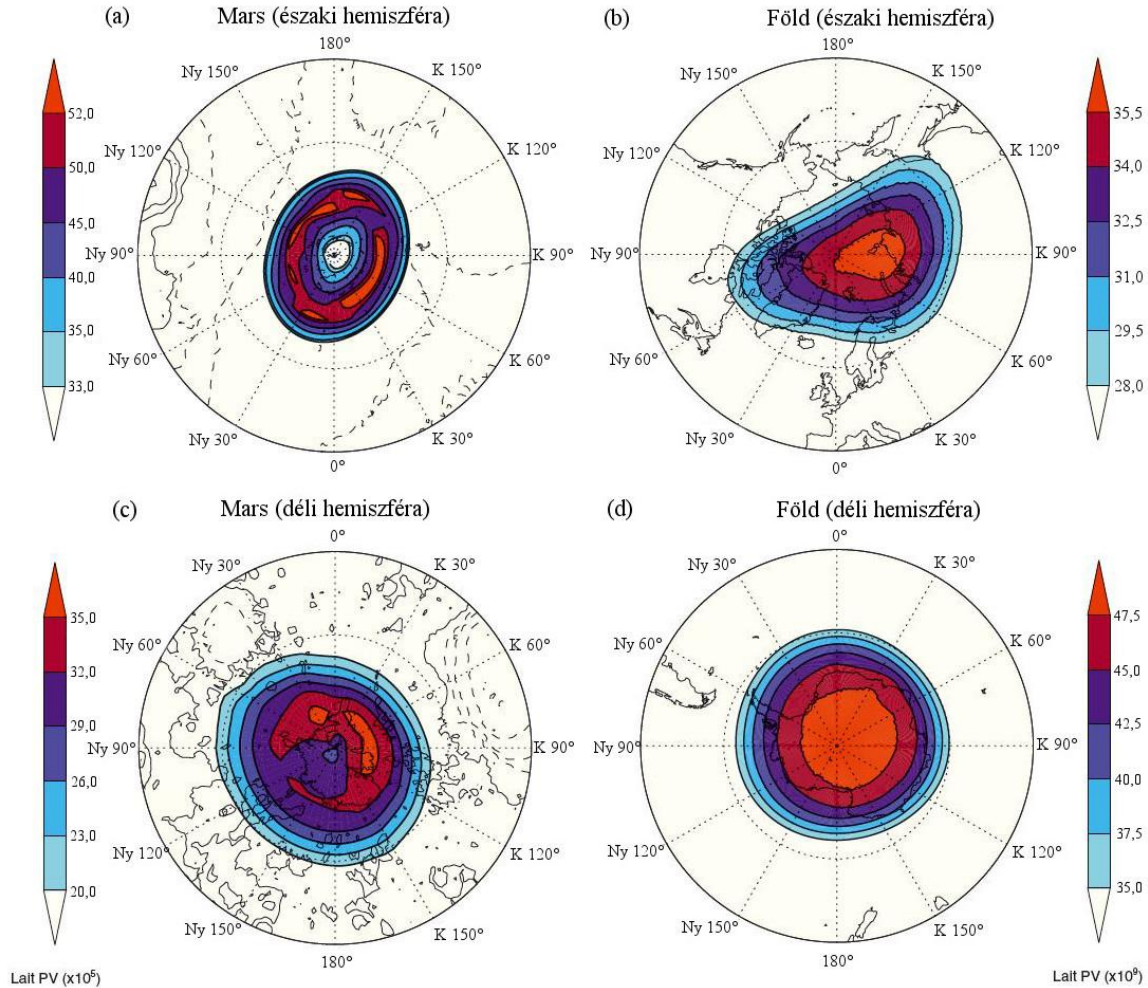 (a)
Mars (északi hemiszféra)
180°
Ny 150°
K 150°
Ny 120°
K 120°
Ny 90°
K 90°
Ny 60°
K 60°
Ny 30°
K 30°
0°
52,0
50,0
45,0
40,0
35,0
33,0
(b)
Föld (északi hemiszféra)
180°
Ny 150°
K 150°
Ny 120°
K 120°
Ny 90°
K 90°
Ny 60°
K 60°
Ny 30°
K 30°
0°
35,5
34,0
32,5
31,0
29,5
28,0
(c)
Mars (déli hemiszféra)
0°
Ny 30°
K 30°
Ny 60°
K 60°
Ny 90°
K 90°
Ny 120°
K 120°
Ny 150°
K 150°
180°
35,0
32,0
29,0
26,0
23,0
20,0
Lait PV (x10⁵)
(d)
Föld (déli hemiszféra)
0°
Ny 30°
K 30°
Ny 60°
K 60°
Ny 90°
K 90°
Ny 120°
K 120°
Ny 150°
K 150°
180°
47,5
45,0
42,5
40,0
37,5
35,0
Lait PV (x10⁹)